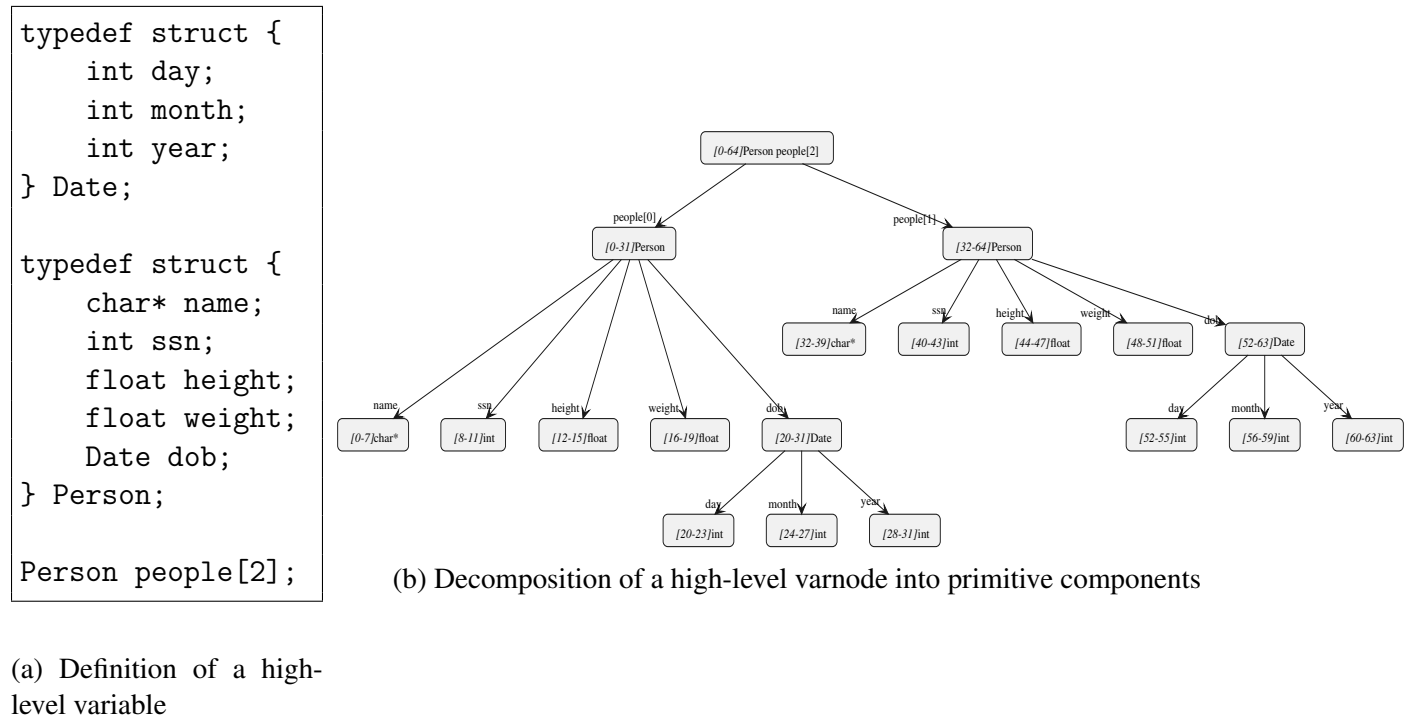 typedef struct {
    int day;
    int month;
    int year;
} Date;

typedef struct {
    char* name;
    int ssn;
    float height;
    float weight;
    Date dob;
} Person;

Person people[2];
(a) Definition of a high-
level variable
[0-64]Person people[2]
people[0]
people[1]
[0-31]Person
[32-64]Person
name
ssn
height
weight
dob
[32-39]char*
[40-43]int
[44-47]float
[48-51]float
[52-63]Date
name
ssn
height
weight
dob
day
month
year
[0-7]char*
[8-11]int
[12-15]float
[16-19]float
[20-31]Date
[52-55]int
[56-59]int
[60-63]int
day
month
year
[20-23]int
[24-27]int
[28-31]int
(b) Decomposition of a high-level varnode into primitive components